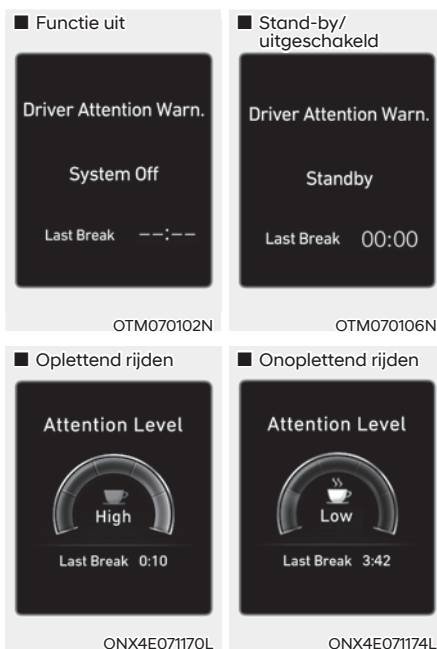 ■ Functie uit
Driver Attention Warn.
System Off
Last Break --:--
OTM070102N
■ Stand-by/
uitgeschakeld
Driver Attention Warn.
Standby
Last Break 00:00
OTM070106N
■ Oplettend rijden
Attention Level
High
Last Break 0:10
ONX4E071170L
■ Onoplettend rijden
Attention Level
Low
Last Break 3:42
ONX4E071174L